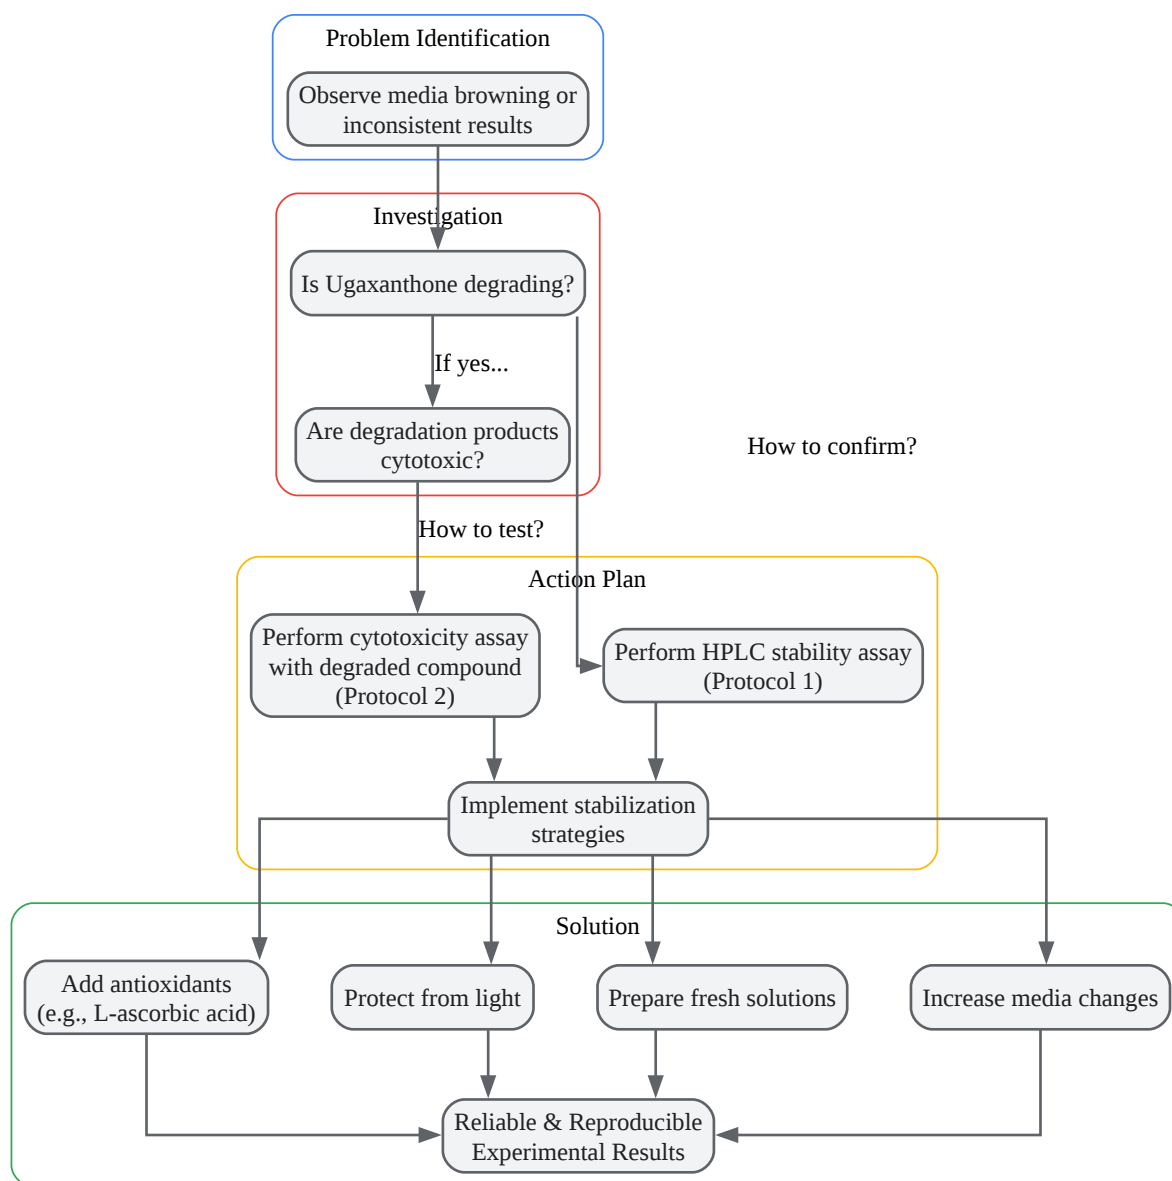 Problem Identification
Observe media browning or
inconsistent results
Investigation
Is Ugaxanthone degrading?
If yes...
Are degradation products
cytotoxic?
How to confirm?
How to test?
Action Plan
Perform cytotoxicity assay
with degraded compound
(Protocol 2)
Perform HPLC stability assay
(Protocol 1)
Implement stabilization
strategies
Solution
Add antioxidants
(e.g., L-ascorbic acid)
Protect from light
Prepare fresh solutions
Increase media changes
Reliable & Reproducible
Experimental Results